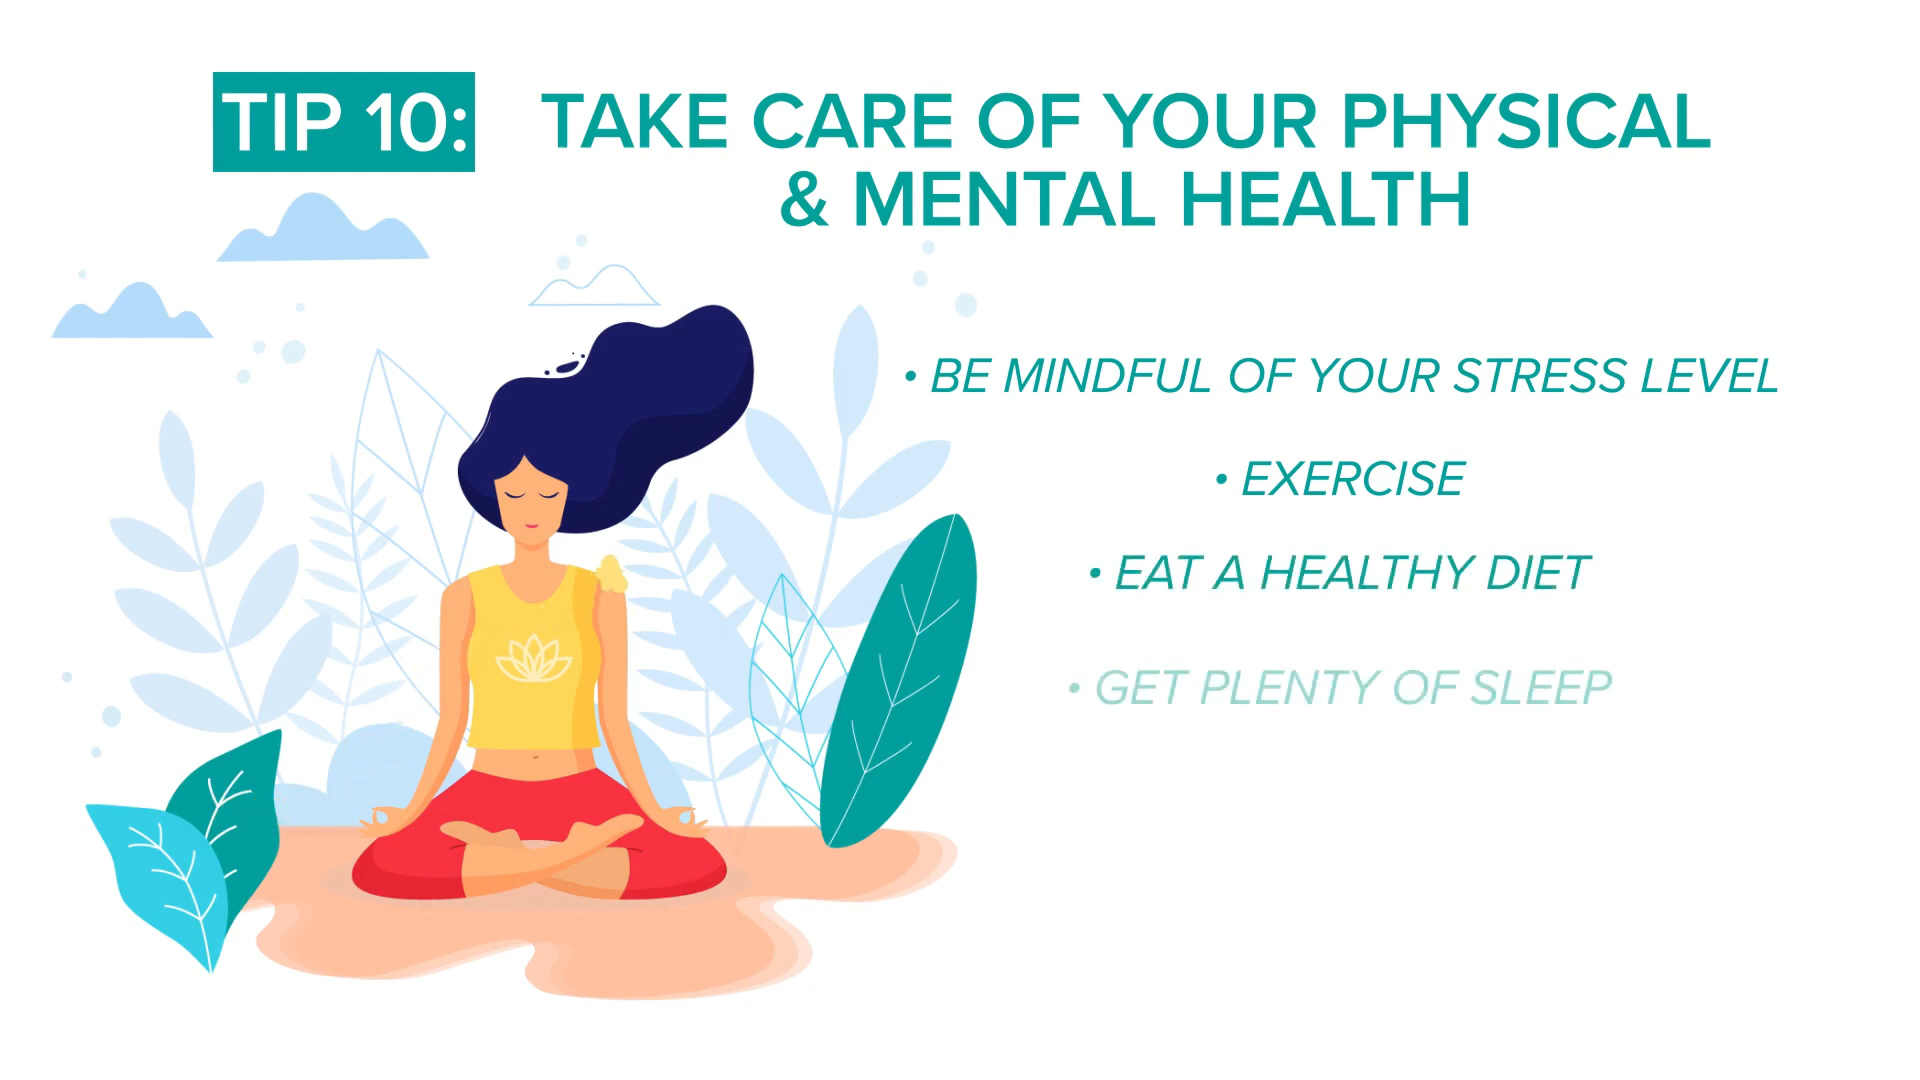 TIP 10:
TAKE CARE OF YOUR PHYSICAL
& MENTAL HEALTH
• BE MINDFUL OF YOUR STRESS LEVEL
• EXERCISE
• EAT A HEALTHY DIET
• GET PLENTY OF SLEEP